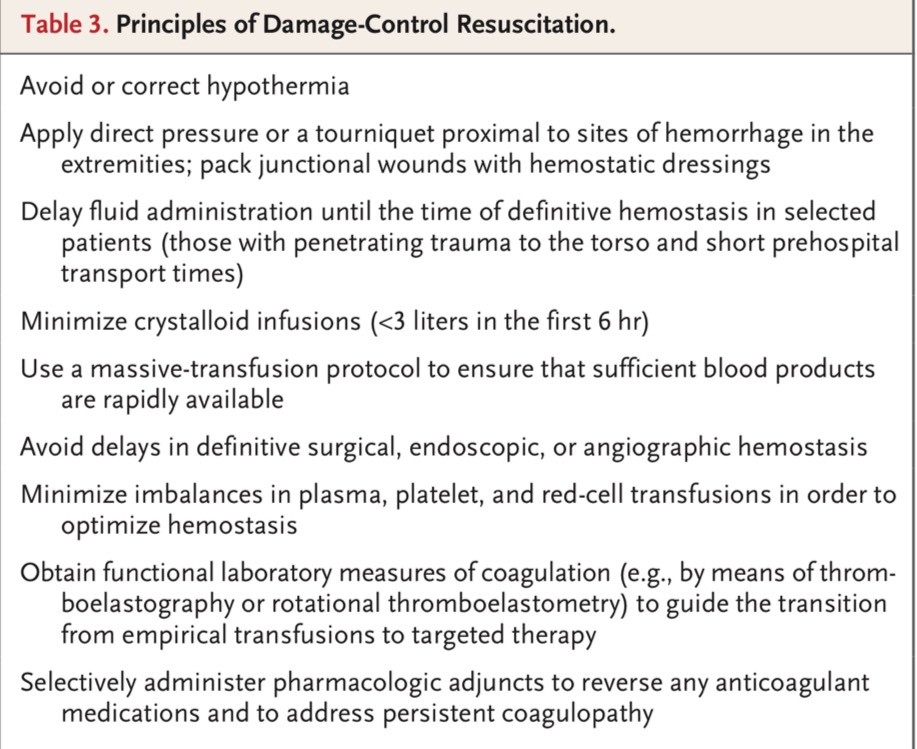 Table 3. Principles of Damage-Control Resuscitation.
Avoid or correct hypothermia
Apply direct pressure or a tourniquet proximal to sites of hemorrhage in the
extremities; pack junctional wounds with hemostatic dressings
Delay fluid administration until the time of definitive hemostasis in selected
patients (those with penetrating trauma to the torso and short prehospital
transport times)
Minimize crystalloid infusions (<3 liters in the first 6 hr)
Use a massive-transfusion protocol to ensure that sufficient blood products
are rapidly available
Avoid delays in definitive surgical, endoscopic, or angiographic hemostasis
Minimize imbalances in plasma, platelet, and red-cell transfusions in order to
optimize hemostasis
Obtain functional laboratory measures of coagulation (e.g., by means of throm-
boelastography or rotational thromboelastometry) to guide the transition
from empirical transfusions to targeted therapy
Selectively administer pharmacologic adjuncts to reverse any anticoagulant
medications and to address persistent coagulopathy